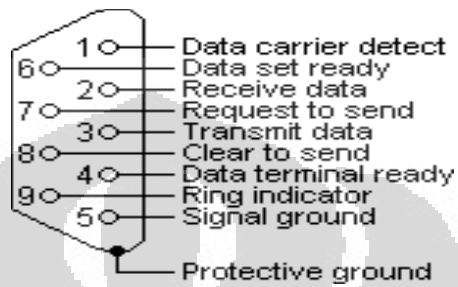 1 Data carrier detect
6 Data set ready
2 Receive data
7 Request to send
3 Transmit data
8 Clear to send
4 Data terminal ready
9 Ring indicator
5 Signal ground
Protective ground